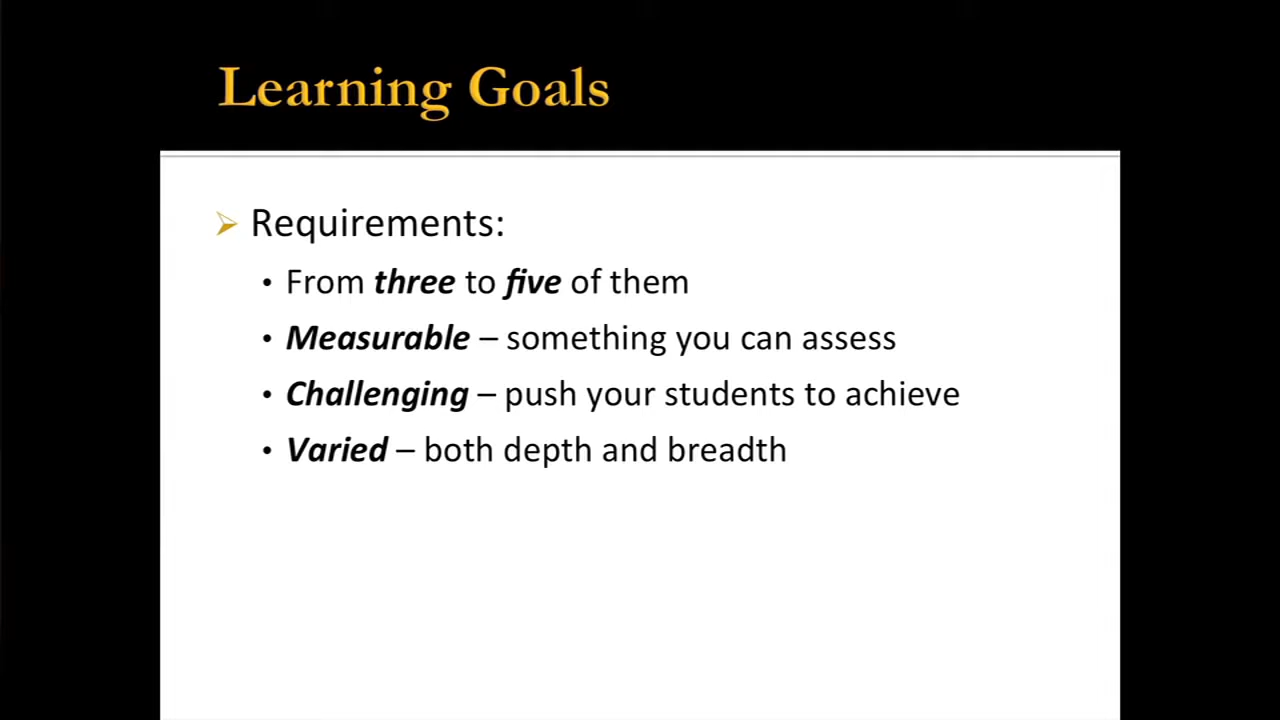 Learning Goals
Requirements:
• From three to five of them
• Measurable – something you can assess
• Challenging – push your students to achieve
• Varied – both depth and breadth